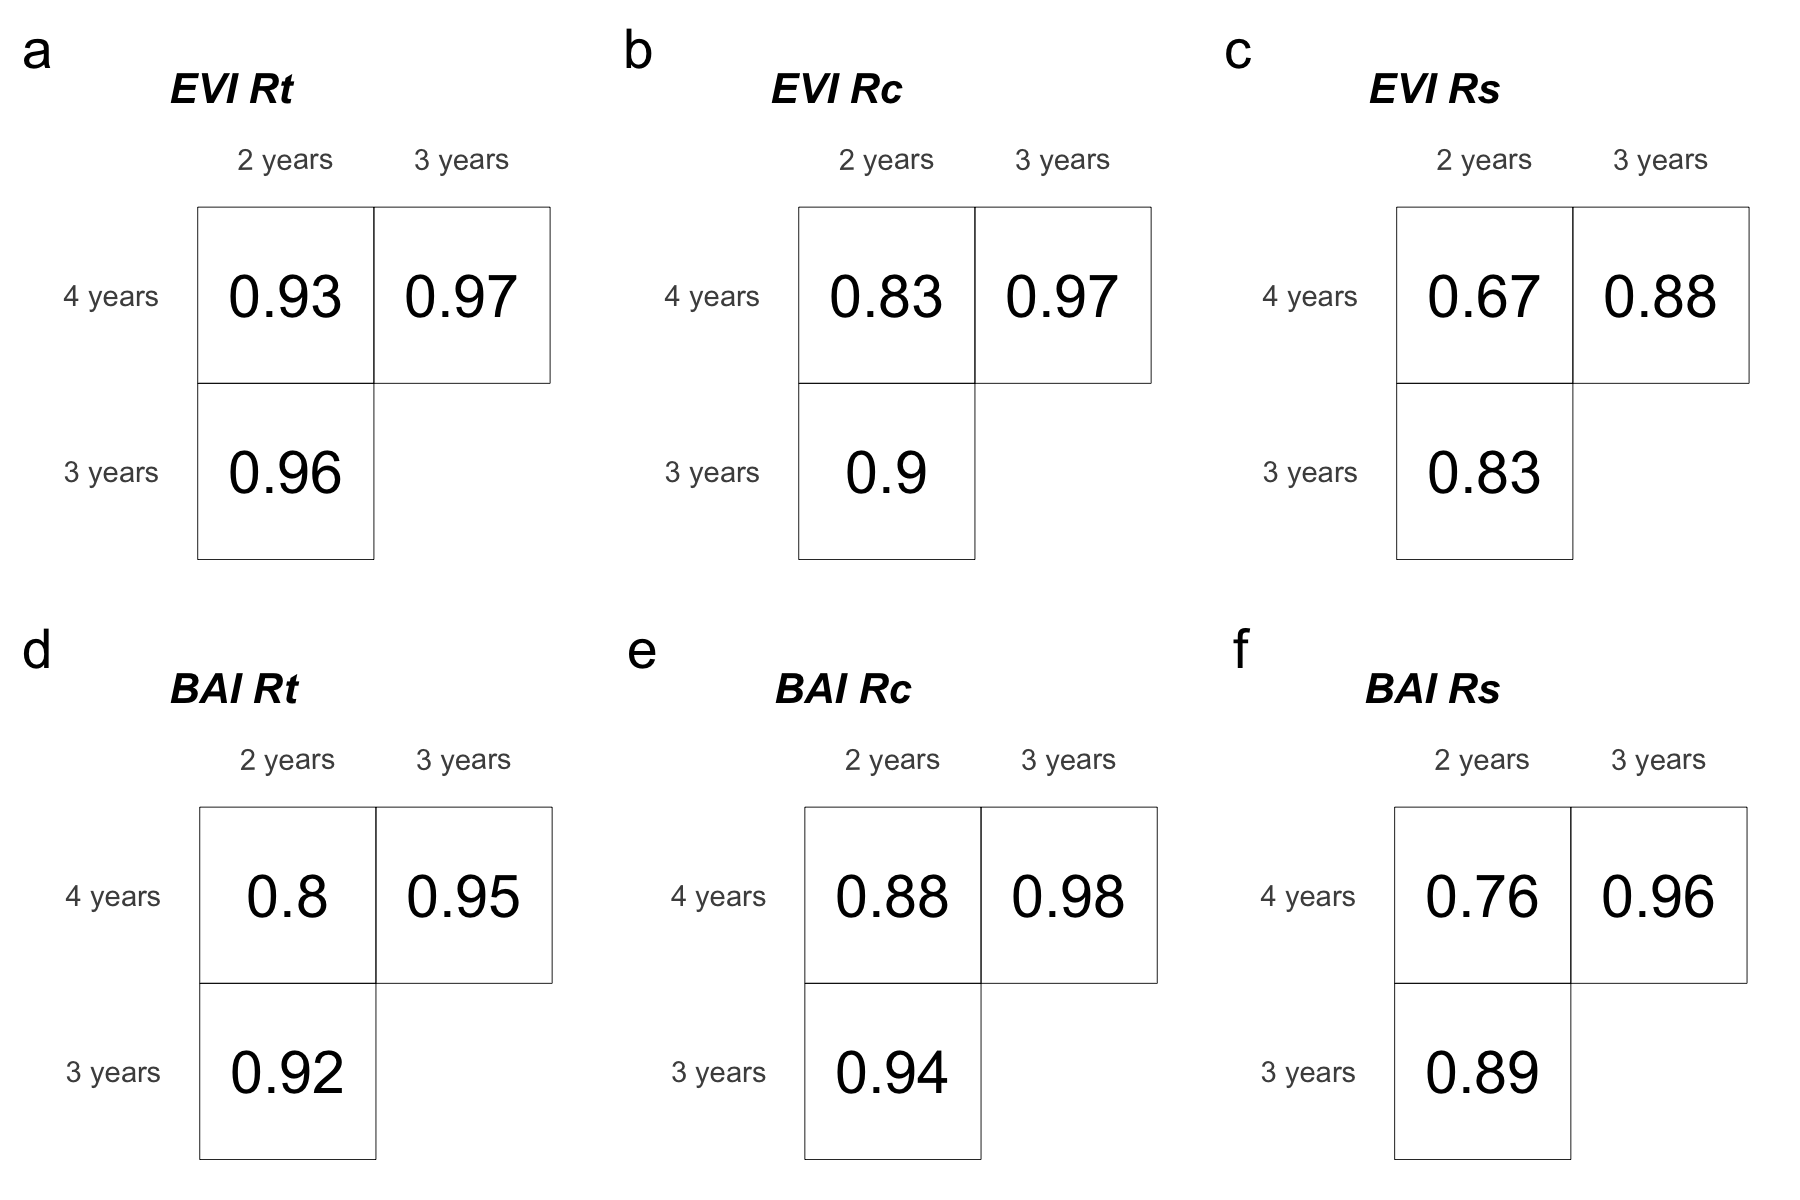 a
EVI Rt
2 years 3 years
4 years 0.93 0.97
3 years 0.96
b
EVI Rc
2 years 3 years
4 years 0.83 0.97
3 years 0.9
c
EVI Rs
2 years 3 years
4 years 0.67 0.88
3 years 0.83
d
BAI Rt
2 years 3 years
4 years 0.8 0.95
3 years 0.92
e
BAI Rc
2 years 3 years
4 years 0.88 0.98
3 years 0.94
f
BAI Rs
2 years 3 years
4 years 0.76 0.96
3 years 0.89